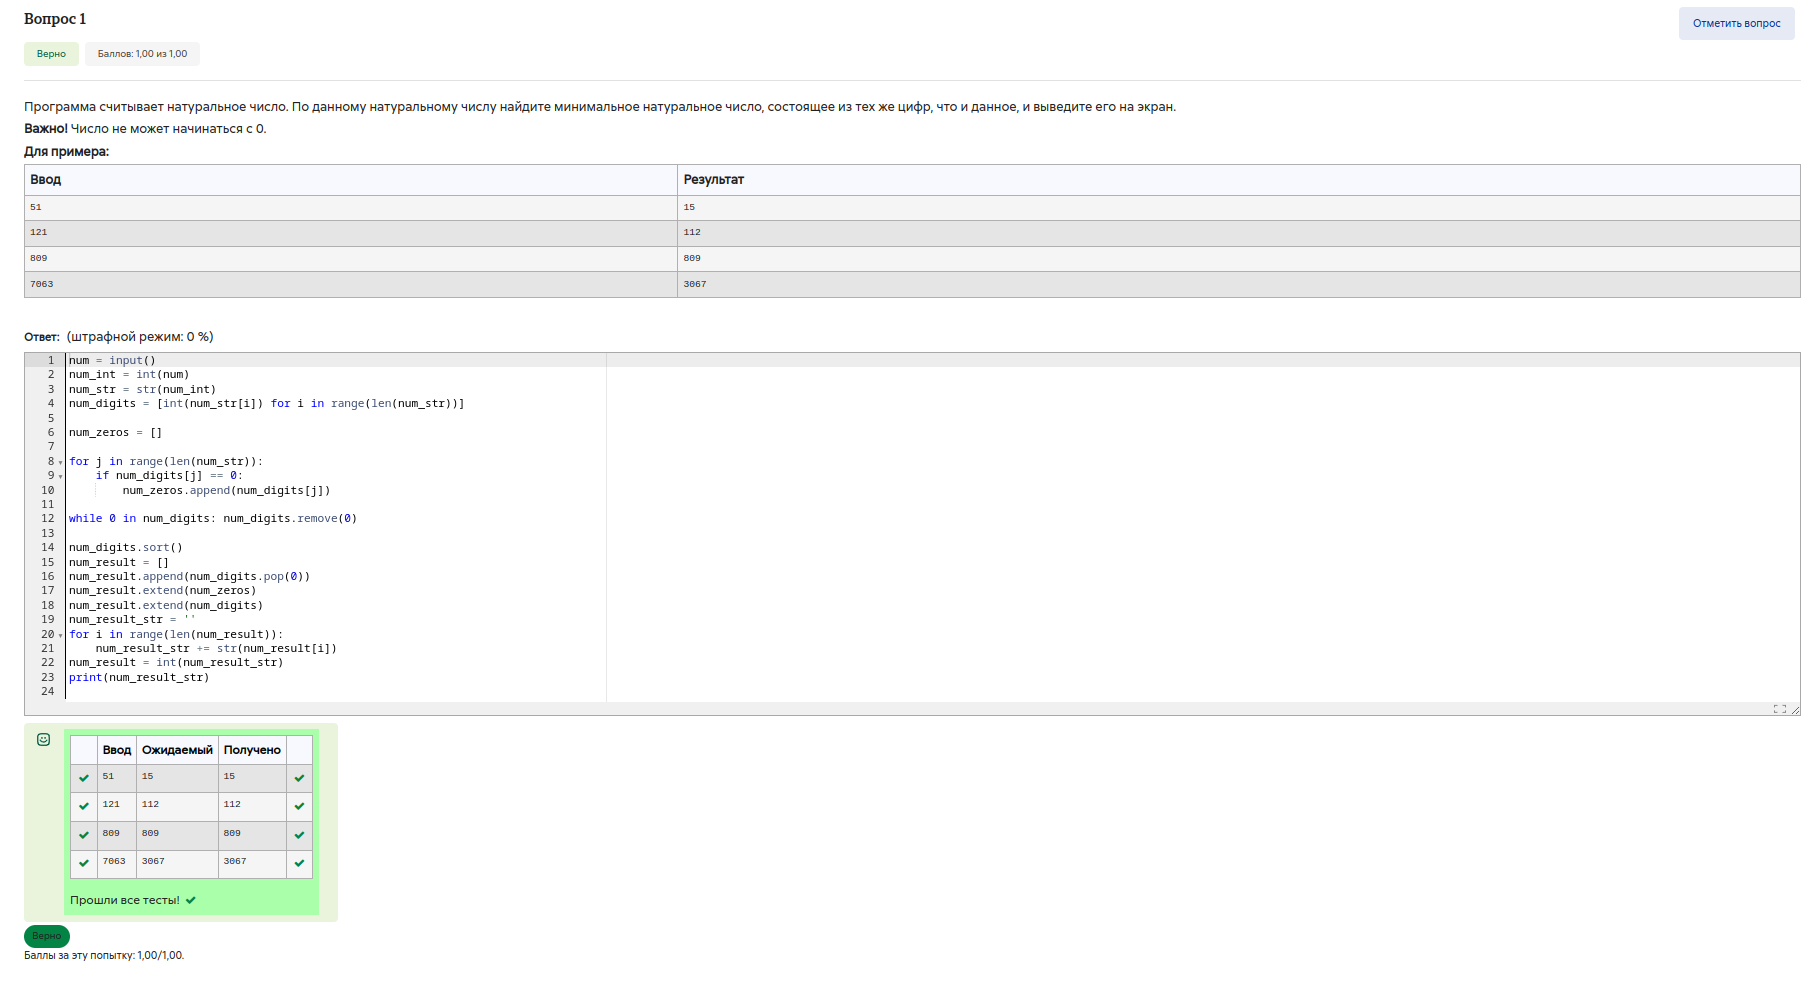 Вопрос 1
Отметить вопрос
Верно
Баллов: 1,00 из 1,00
Программа считывает натуральное число. По данному натуральному числу найдите минимальное натуральное число, состоящее из тех же цифр, что и данное, и выведите его на экран.
Важно! Число не может начинаться с 0.
Для примера:
Ввод Результат
51 15
121 112
809 809
7063 3067
Ответ: (штрафной режим: 0 %)
1 num = input()
2 num_int = int(num)
3 num_str = str(num_int)
4 num_digits = [int(num_str[i]) for i in range(len(num_str))]
5
6 num_zeros = []
7
8 for j in range(len(num_str)):
9     if num_digits[j] == 0:
10         num_zeros.append(num_digits[j])
11
12 while 0 in num_digits: num_digits.remove(0)
13
14 num_digits.sort()
15 num_result = []
16 num_result.append(num_digits.pop(0))
17 num_result.extend(num_zeros)
18 num_result.extend(num_digits)
19 num_result_str = ''
20 for i in range(len(num_result)):
21     num_result_str += str(num_result[i])
22 num_result = int(num_result_str)
23 print(num_result_str)
24
Ввод Ожидаемый Получено
51 15 15
121 112 112
809 809 809
7063 3067 3067
Прошли все тесты!
Верно
Баллы за эту попытку: 1,00/1,00.